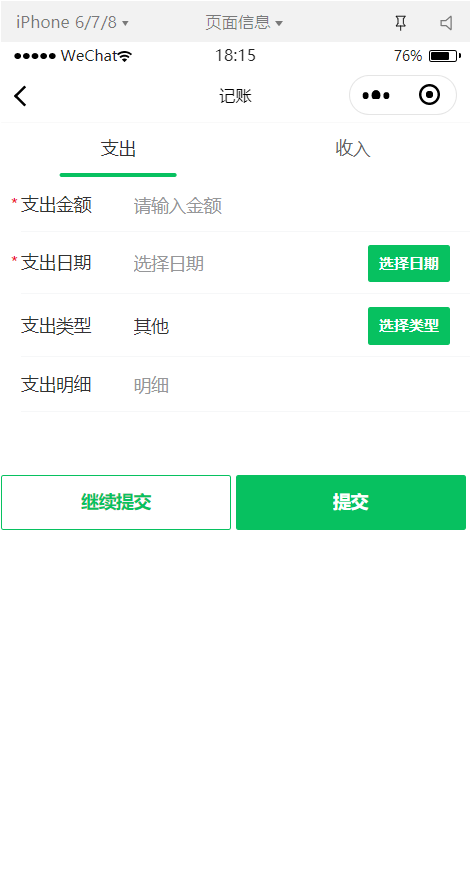 iPhone 6/7/8 页面信息
WeChat 18:15 76%
记账
支出 收入
* 支出金额 请输入金额
* 支出日期 选择日期 选择日期
支出类型 其他 选择类型
支出明细 明细
继续提交 提交